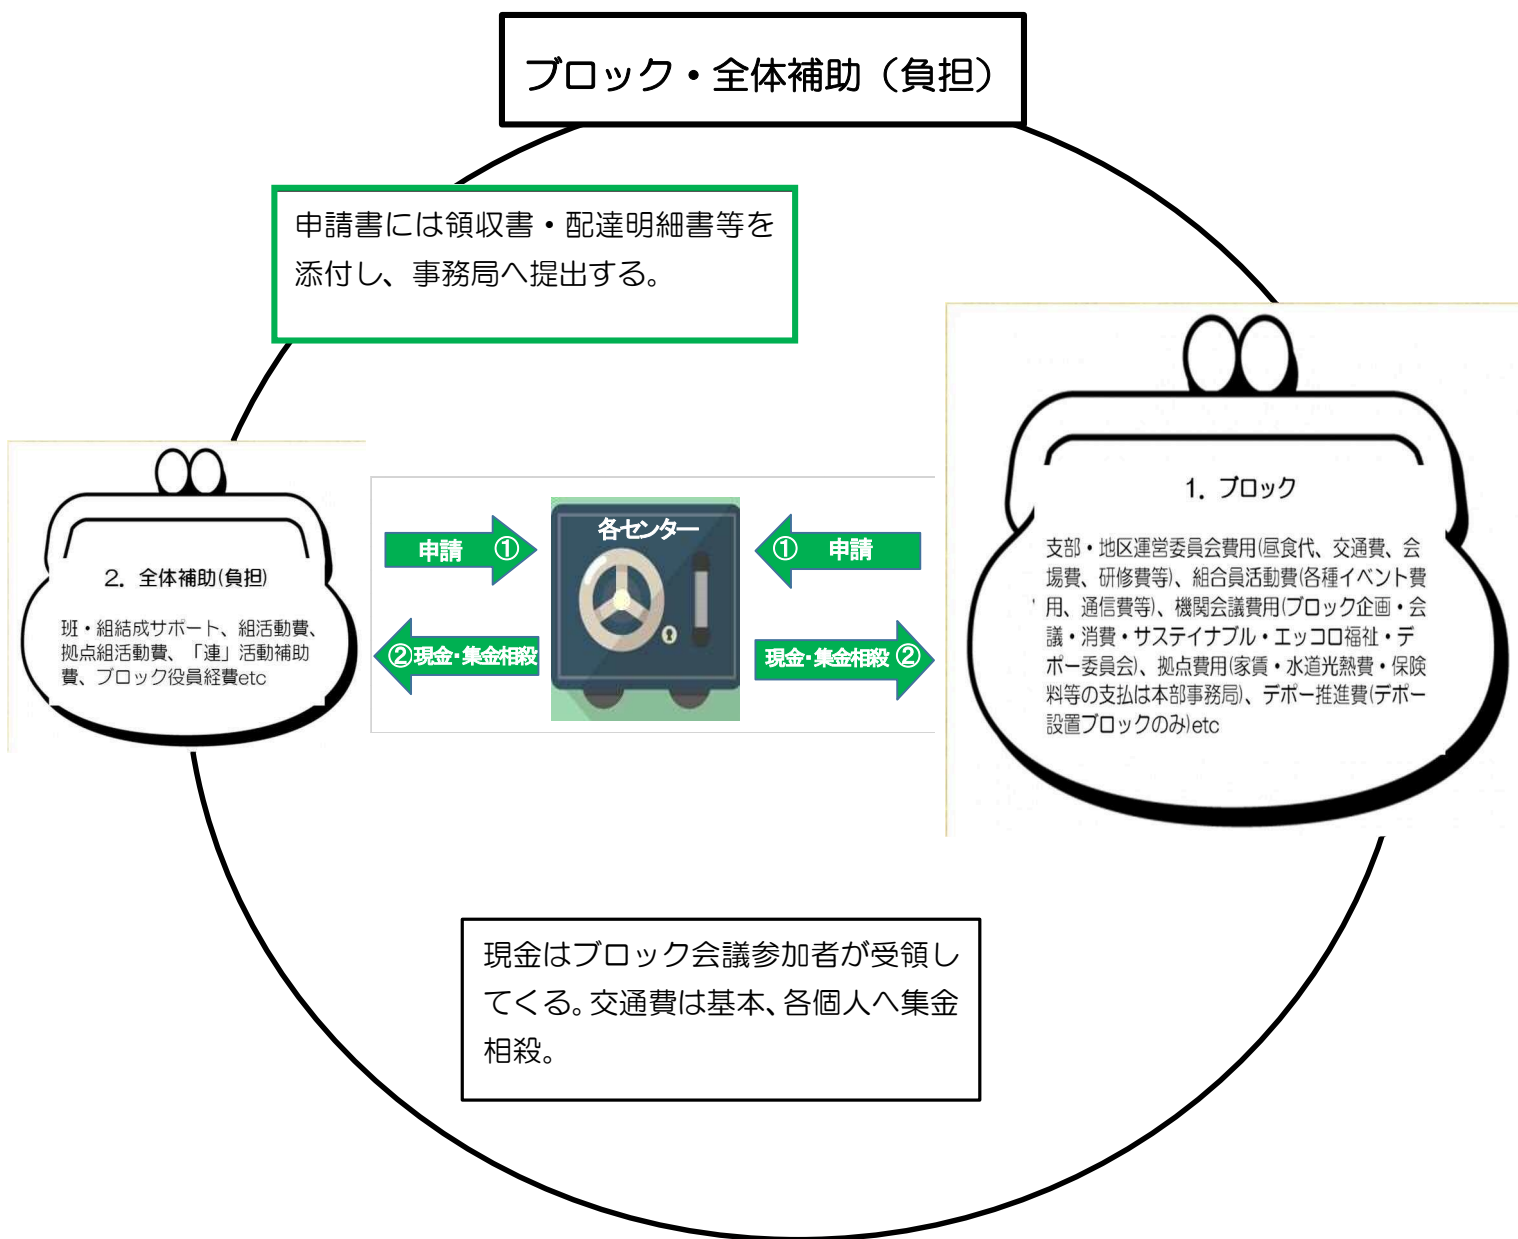 ブロック・全体補助（負担）
申請書には領収書・配達明細書等を
添付し、事務局へ提出する。
1．ブロック
支部・地区運営委員会費用(昼食代、交通費、会
場費、研修費等)、組合員活動費(各種イベント費
用、通信費等)、機関会議費用(ブロック企画・会
議・消費・サステイナブル・エッコロ福祉・デ
ポー委員会)、拠点費用(家賃・水道光熱費・保険
料等の支払は本部事務局)、デポー推進費(デポー
設置ブロックのみ)etc
各センター
申請 ①
① 申請
②現金・集金相殺
現金・集金相殺 ②
2．全体補助(負担)
班・組結成サポート、組活動費、
拠点組活動費、「連」活動補助
費、ブロック役員経費etc
現金はブロック会議参加者が受領し
てくる。交通費は基本、各個人へ集金
相殺。